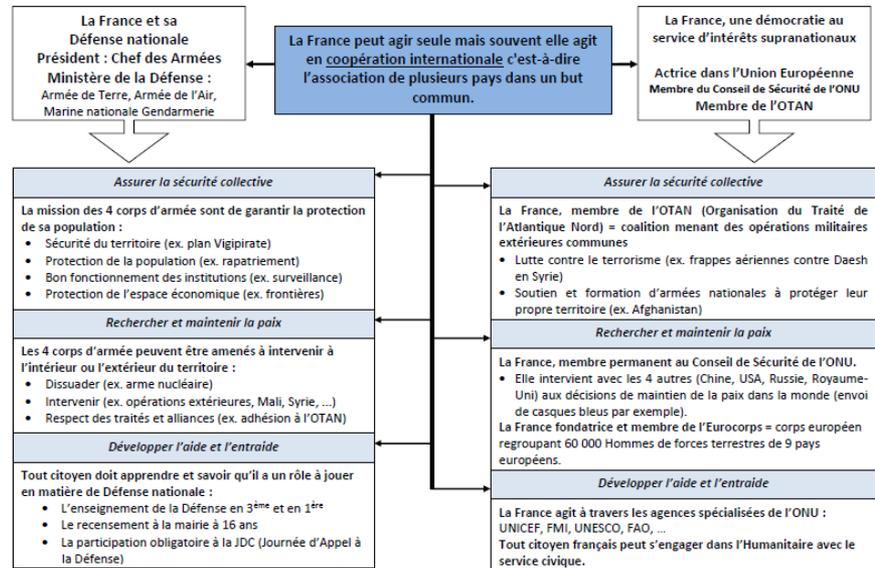 La France et sa
Défense nationale
Président : Chef des Armées
Ministère de la Défense :
Armée de Terre, Armée de l'Air,
Marine nationale Gendarmerie
La France peut agir seule mais souvent elle agit
en coopération internationale c'est-à-dire
l'association de plusieurs pays dans un but
commun.
La France, une démocratie au
service d'intérêts supranationaux
Actrice dans l'Union Européenne
Membre du Conseil de Sécurité de l'ONU
Membre de l'OTAN
Assurer la sécurité collective
La mission des 4 corps d'armée sont de garantir la protection
de sa population :
• Sécurité du territoire (ex. plan Vigipirate)
• Protection de la population (ex. rapatriement)
• Bon fonctionnement des institutions (ex. surveillance)
• Protection de l'espace économique (ex. frontières)
Rechercher et maintenir la paix
Les 4 corps d'armée peuvent être amenés à intervenir à
l'intérieur ou l'extérieur du territoire :
• Dissuader (ex. arme nucléaire)
• Intervenir (ex. opérations extérieures, Mali, Syrie, ...)
• Respect des traités et alliances (ex. adhésion à l'OTAN)
Développer l'aide et l'entraide
Tout citoyen doit apprendre et savoir qu'il a un rôle à jouer
en matière de Défense nationale :
• L'enseignement de la Défense en 3ème et en 1ère
• Le recensement à la mairie à 16 ans
• La participation obligatoire à la JDC (Journée d'Appel à
la Défense)
Assurer la sécurité collective
La France, membre de l'OTAN (Organisation du Traité de
l'Atlantique Nord) = coalition menant des opérations militaires
extérieures communes
• Lutte contre le terrorisme (ex. frappes aériennes contre Daesh
en Syrie)
• Soutien et formation d'armées nationales à protéger leur
propre territoire (ex. Afghanistan)
Rechercher et maintenir la paix
La France, membre permanent au Conseil de Sécurité de l'ONU.
• Elle intervient avec les 4 autres (Chine, USA, Russie, Royaume-
Uni) aux décisions de maintien de la paix dans la monde (envoi
de casques bleus par exemple).
La France fondatrice et membre de l'Eurocorps = corps européen
regroupant 60 000 Hommes de forces terrestres de 9 pays
européens.
Développer l'aide et l'entraide
La France agit à travers les agences spécialisées de l'ONU :
UNICEF, FMI, UNESCO, FAO, ...
Tout citoyen français peut s'engager dans l'Humanitaire avec le
service civique.